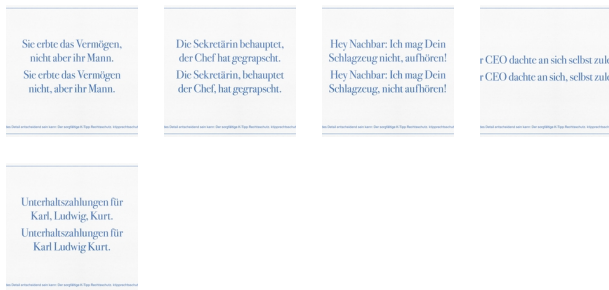 Sie erbte das Vermögen,
nicht aber ihr Mann.
Sie erbte das Vermögen
nicht, aber ihr Mann.
Die Sekretärin behauptet,
der Chef hat gegrapscht.
Die Sekretärin, behauptet
der Chef, hat gegrapscht.
Hey Nachbar: Ich mag Dein
Schlagzeug nicht, aufhören!
Hey Nachbar: Ich mag Dein
Schlagzeug, nicht aufhören!
CEO dachte an sich selbst
CEO dachte an sich, selbst
Unterhaltszahlungen für
Karl, Ludwig, Kurt.
Unterhaltszahlungen für
Karl Ludwig Kurt.